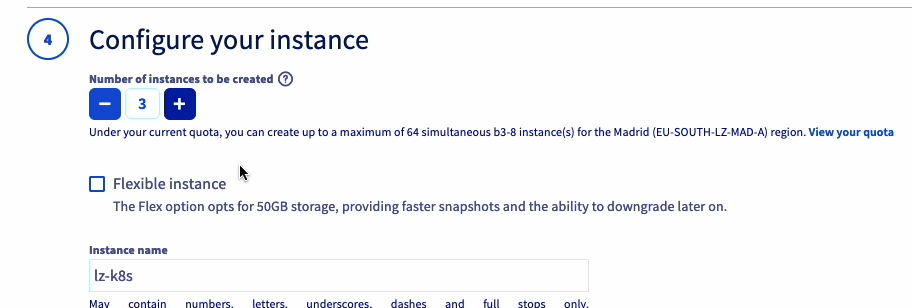 4
Configure your instance
Number of instances to be created ?
− 3 +
Under your current quota, you can create up to a maximum of 64 simultaneous b3-8 instance(s) for the Madrid (EU-SOUTH-LZ-MAD-A) region. View your quota
Flexible instance
The Flex option opts for 50GB storage, providing faster snapshots and the ability to downgrade later on.
Instance name
lz-k8s
May contain numbers, letters, underscores, dashes and full stops only.